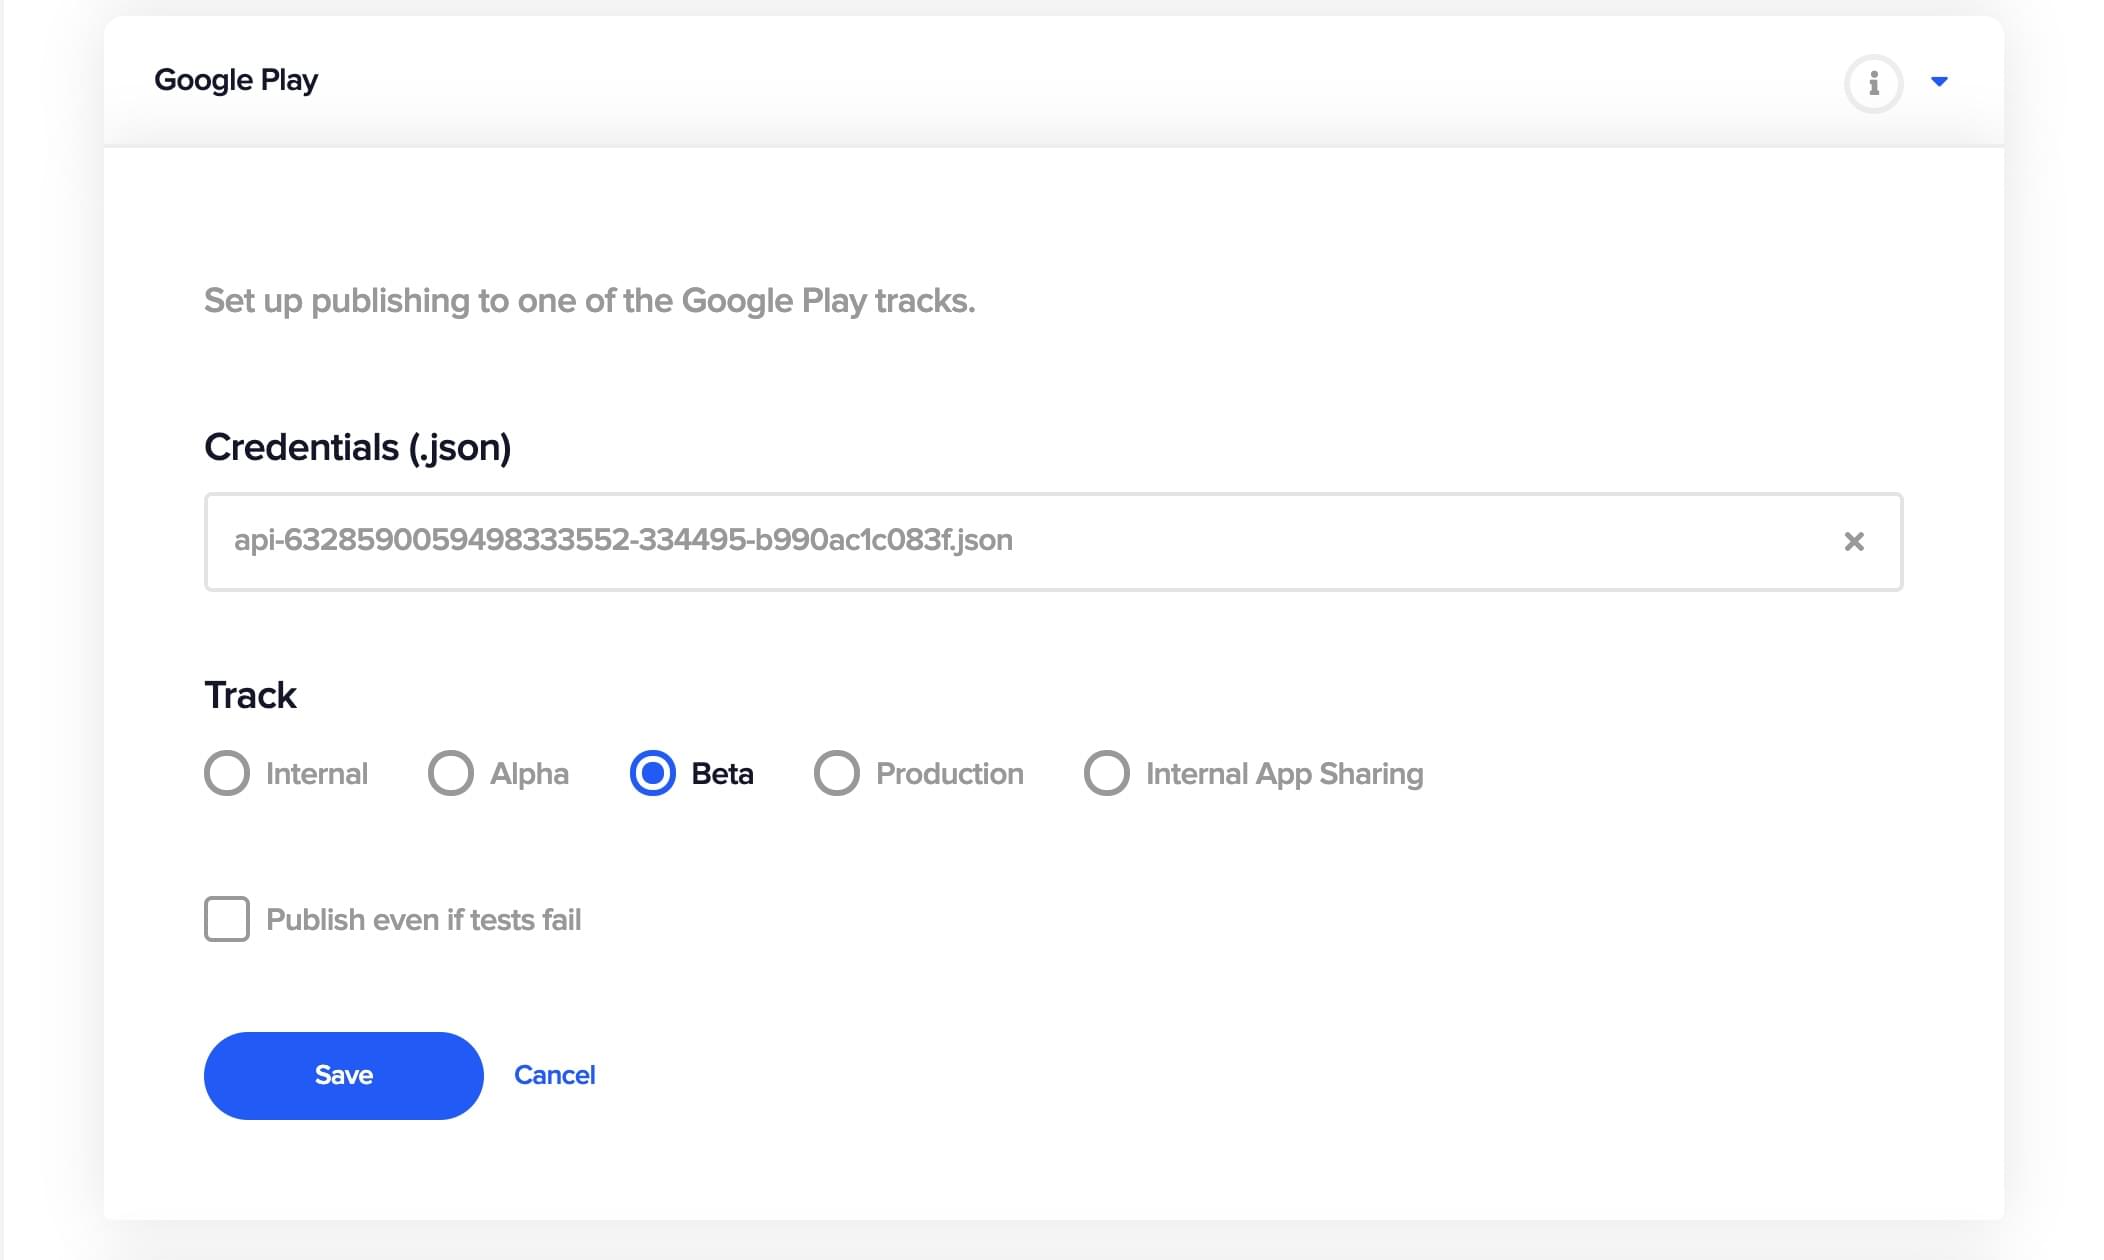 Google Play
Set up publishing to one of the Google Play tracks.
Credentials (.json)
api-6328590059498333552-334495-b990ac1c083f.json
Track
Internal Alpha Beta Production Internal App Sharing
Publish even if tests fail
Save Cancel